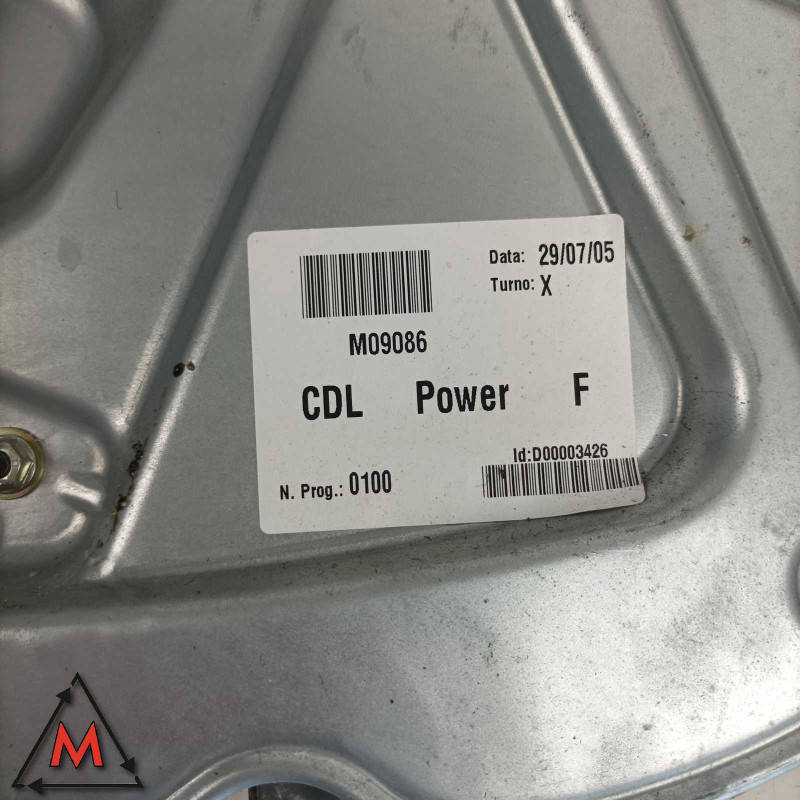 Data: 29/07/05
Turno: X
M09086
CDL Power F
Id:D00003426
N. Prog.: 0100
M